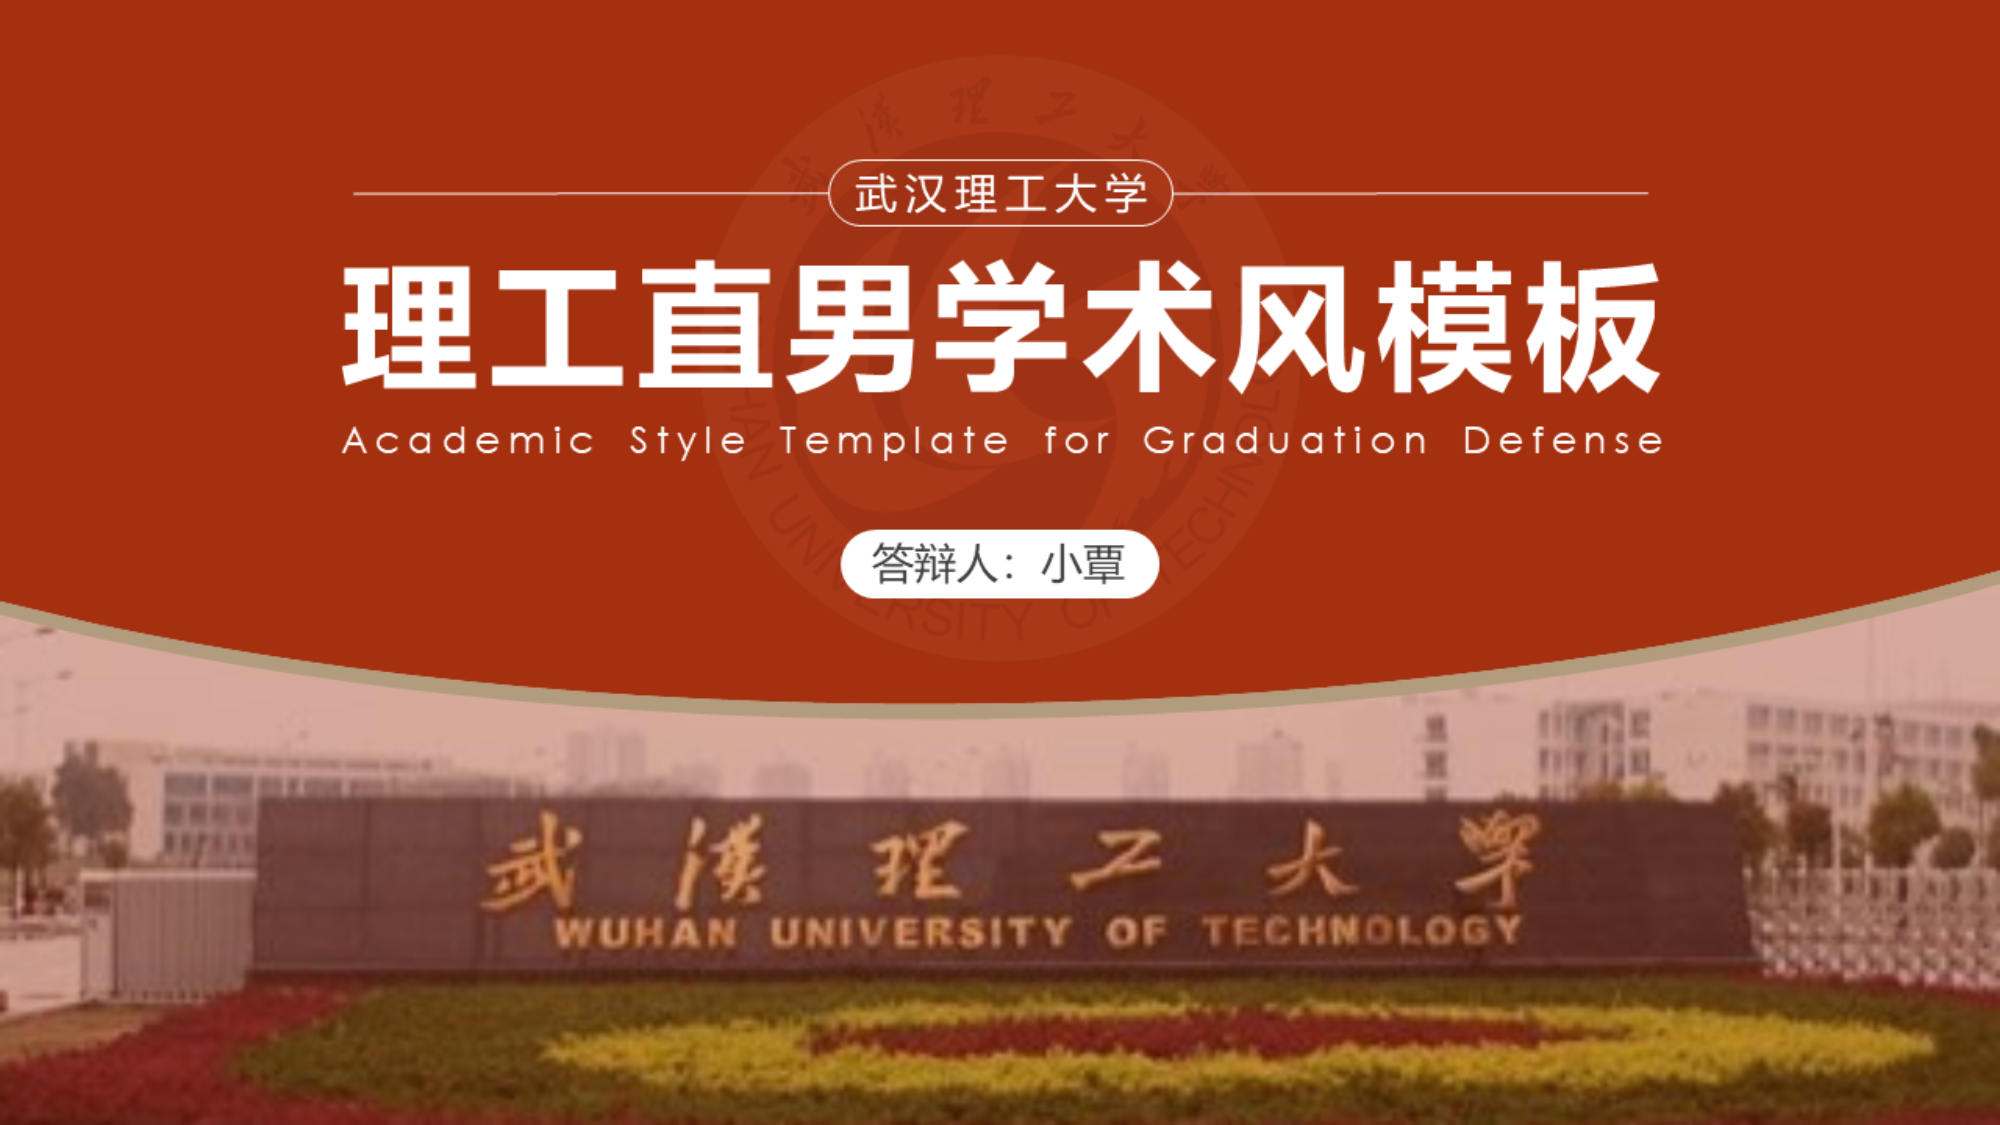 武汉理工大学
理工直男学术风模板
Academic Style Template for Graduation Defense
答辩人：小覃
武漢理工大學
WUHAN UNIVERSITY OF TECHNOLOGY